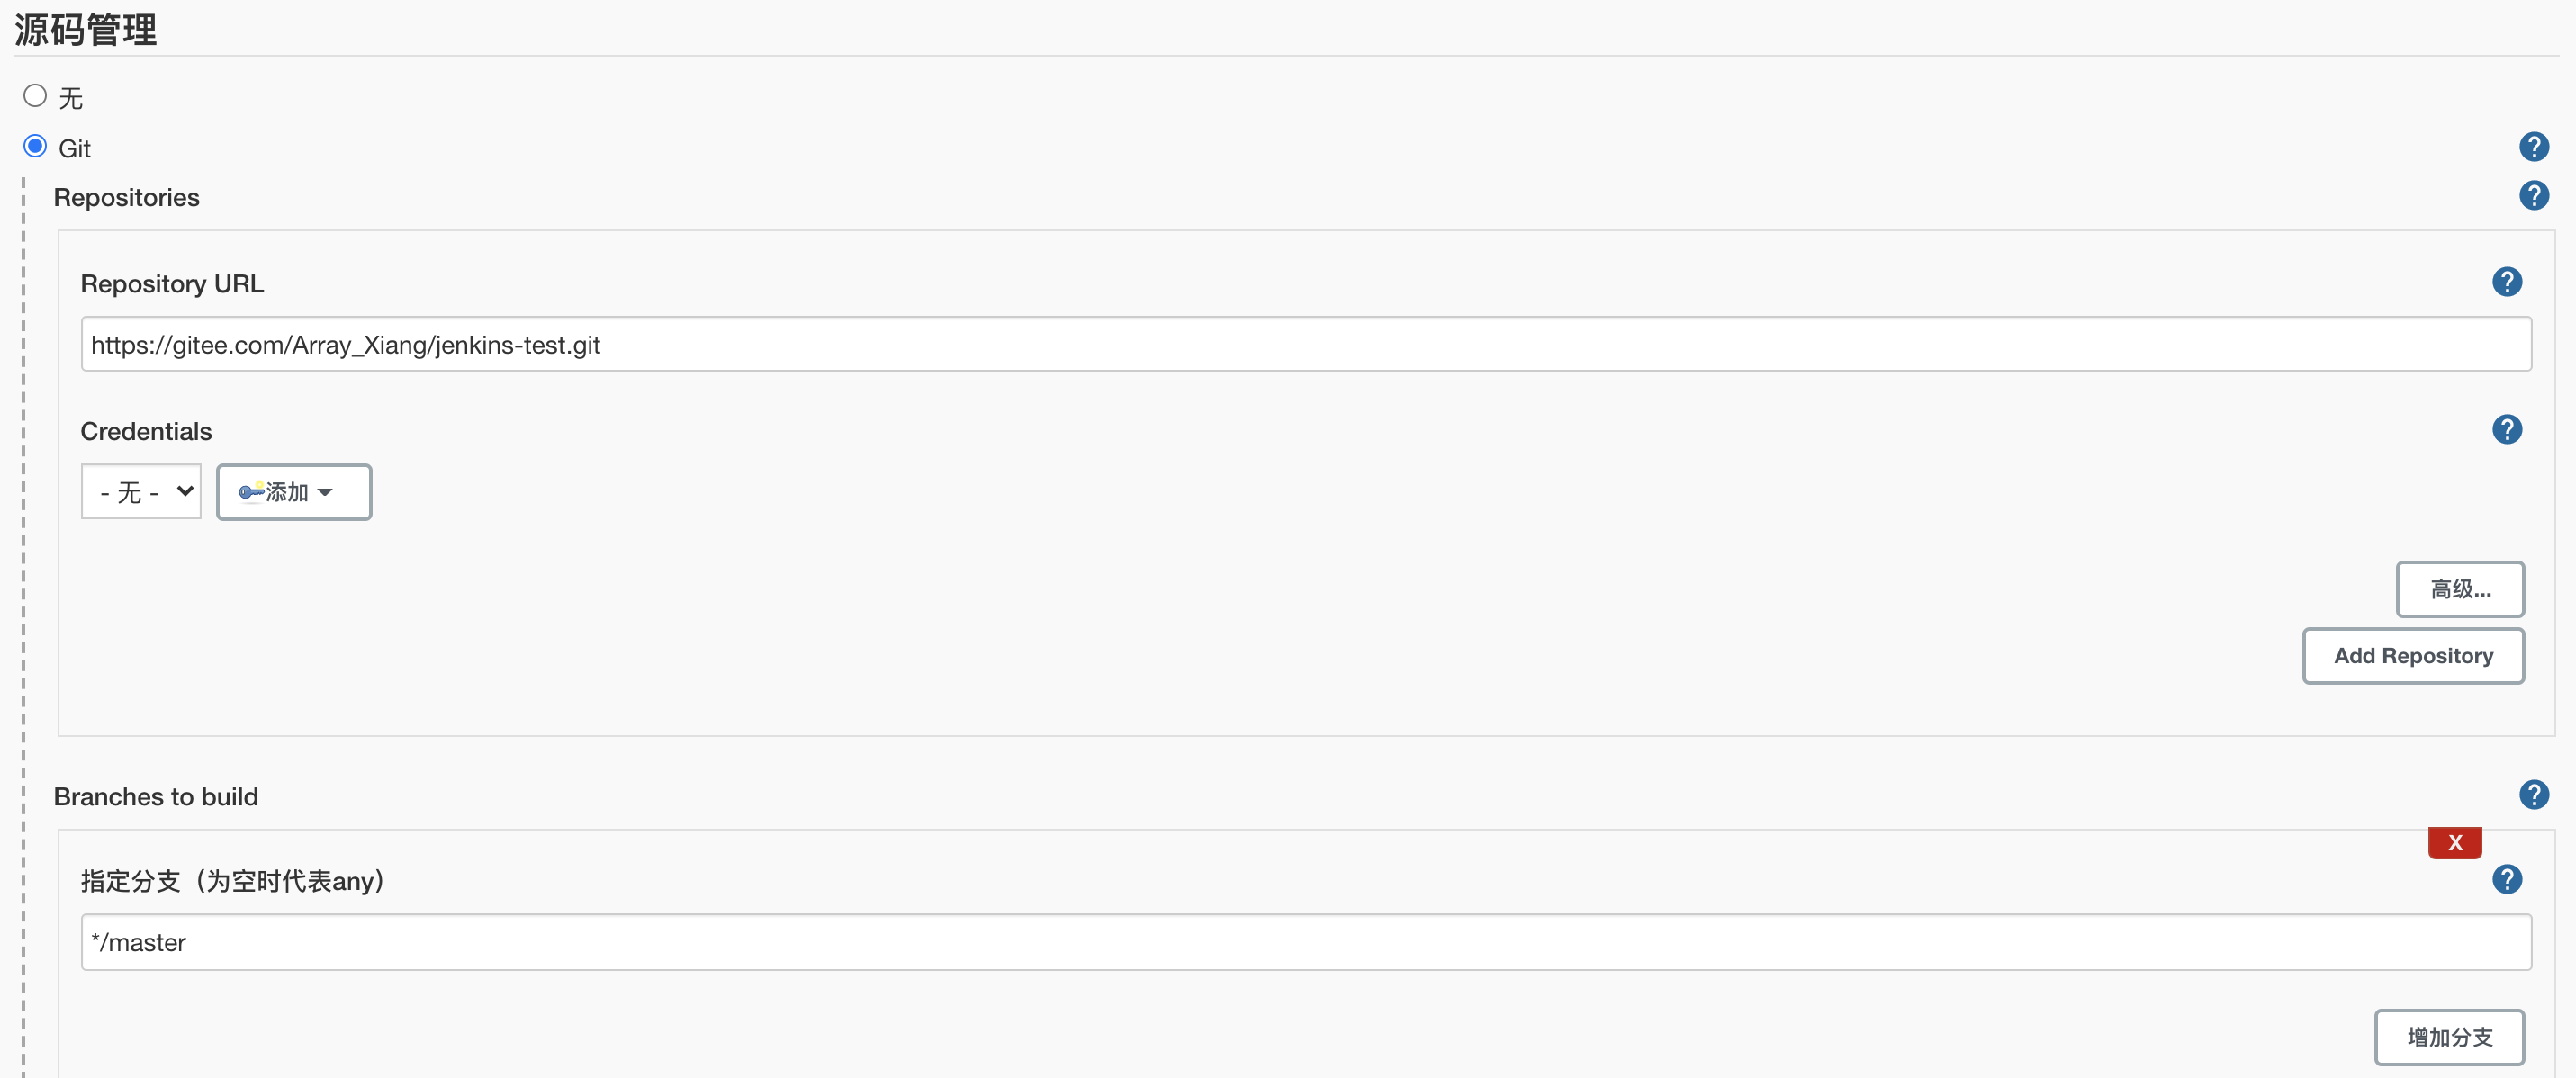 源码管理
无
Git
?
Repositories
?
Repository URL
?
https://gitee.com/Array_Xiang/jenkins-test.git
Credentials
?
- 无 -
添加
高级...
Add Repository
Branches to build
?
X
指定分支（为空时代表any）
?
*/master
增加分支